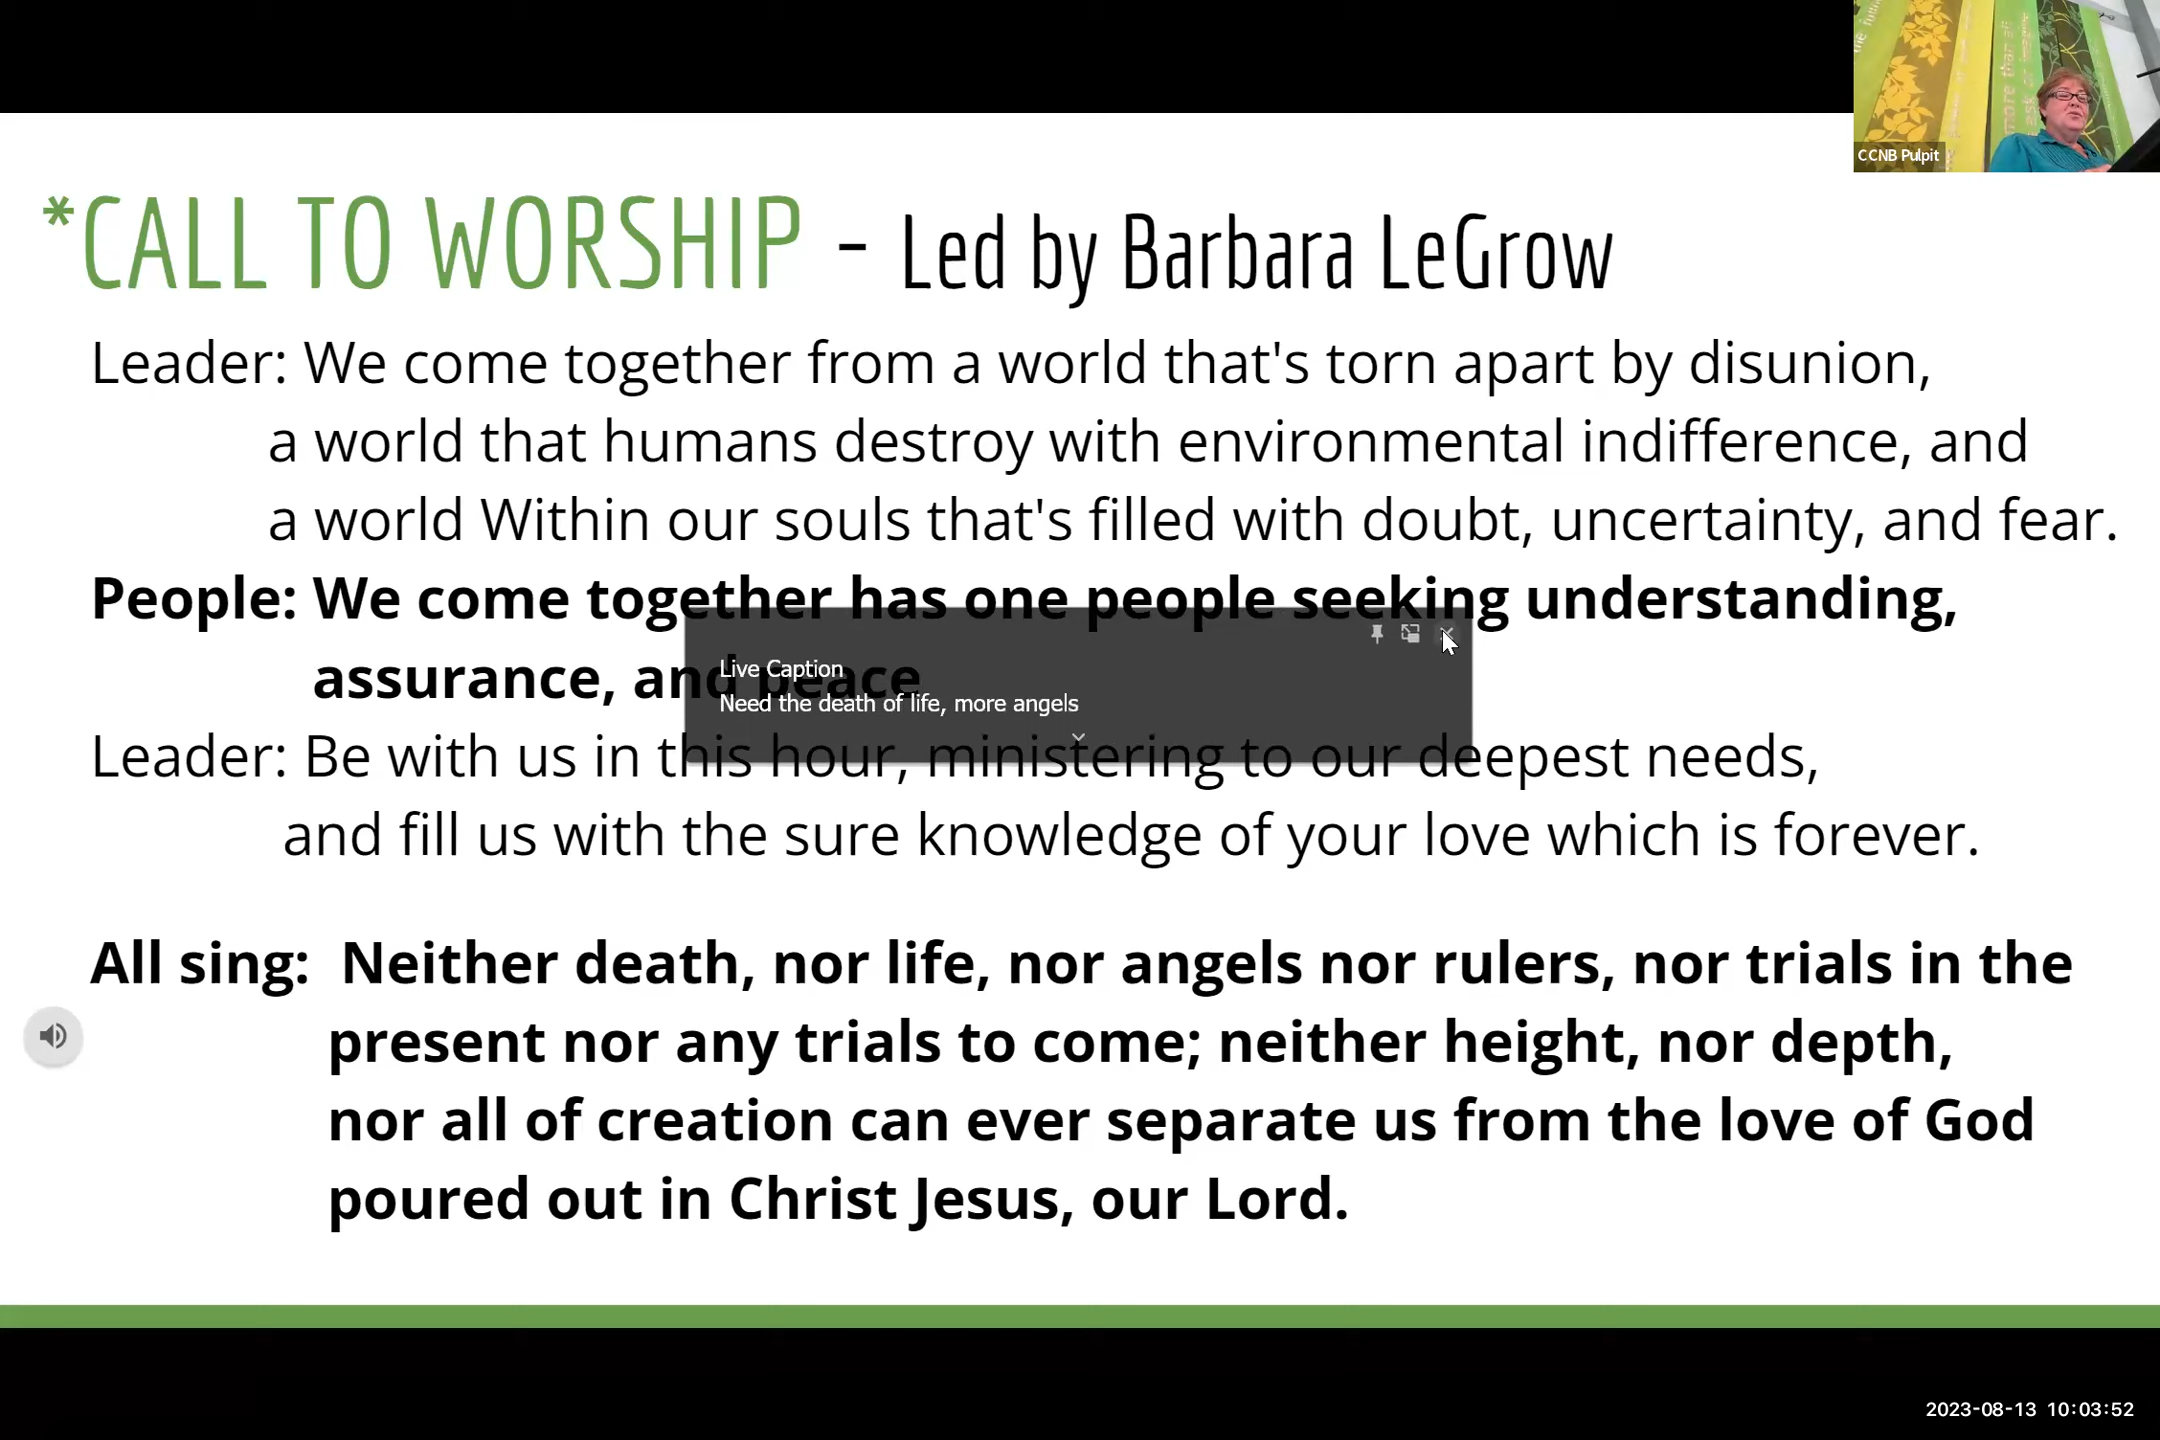 CCNB Pulpit
*CALL TO WORSHIP - Led by Barbara LeGrow
Leader: We come together from a world that's torn apart by disunion,
a world that humans destroy with environmental indifference, and
a world Within our souls that's filled with doubt, uncertainty, and fear.
People: We come together has one people seeking understanding,
assurance, and peace
Live Caption
Need the death of life, more angels
Leader: Be with us in this hour, ministering to our deepest needs,
and fill us with the sure knowledge of your love which is forever.
All sing: Neither death, nor life, nor angels nor rulers, nor trials in the
present nor any trials to come; neither height, nor depth,
nor all of creation can ever separate us from the love of God
poured out in Christ Jesus, our Lord.
2023-08-13 10:03:52